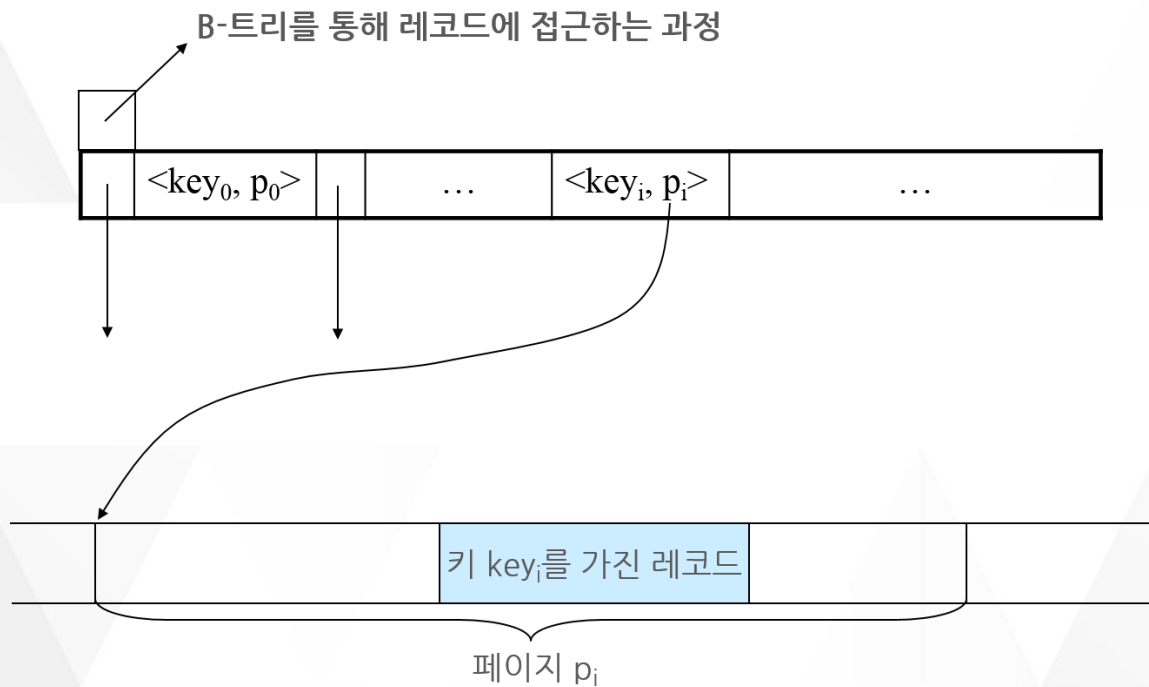 B-트리를 통해 레코드에 접근하는 과정
<key₀, p₀> … <keyᵢ, pᵢ> …
키 keyᵢ를 가진 레코드
페이지 pᵢ